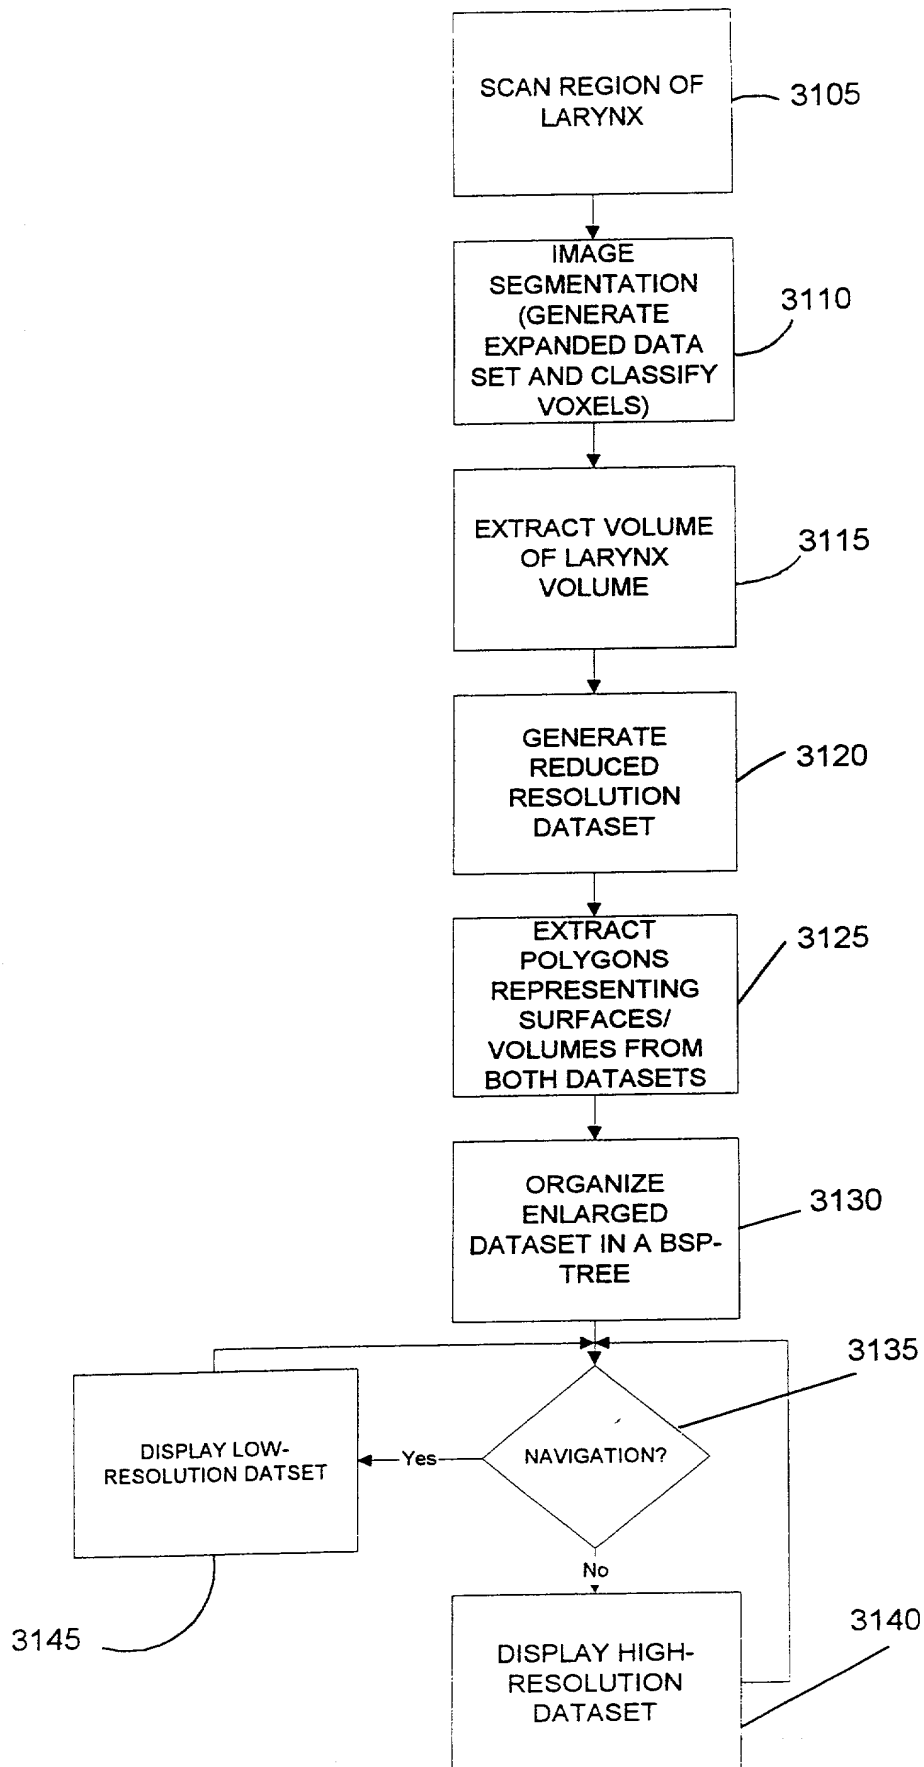 SCAN REGION OF
LARYNX
3105
IMAGE
SEGMENTATION
(GENERATE
EXPANDED DATA
SET AND CLASSIFY
VOXELS)
3110
EXTRACT VOLUME
OF LARYNX
VOLUME
3115
GENERATE
REDUCED
RESOLUTION
DATASET
3120
EXTRACT
POLYGONS
REPRESENTING
SURFACES/
VOLUMES FROM
BOTH DATASETS
3125
ORGANIZE
ENLARGED
DATASET IN A BSP-
TREE
3130
3135
NAVIGATION?
Yes
DISPLAY LOW-
RESOLUTION DATSET
3145
No
DISPLAY HIGH-
RESOLUTION
DATASET
3140